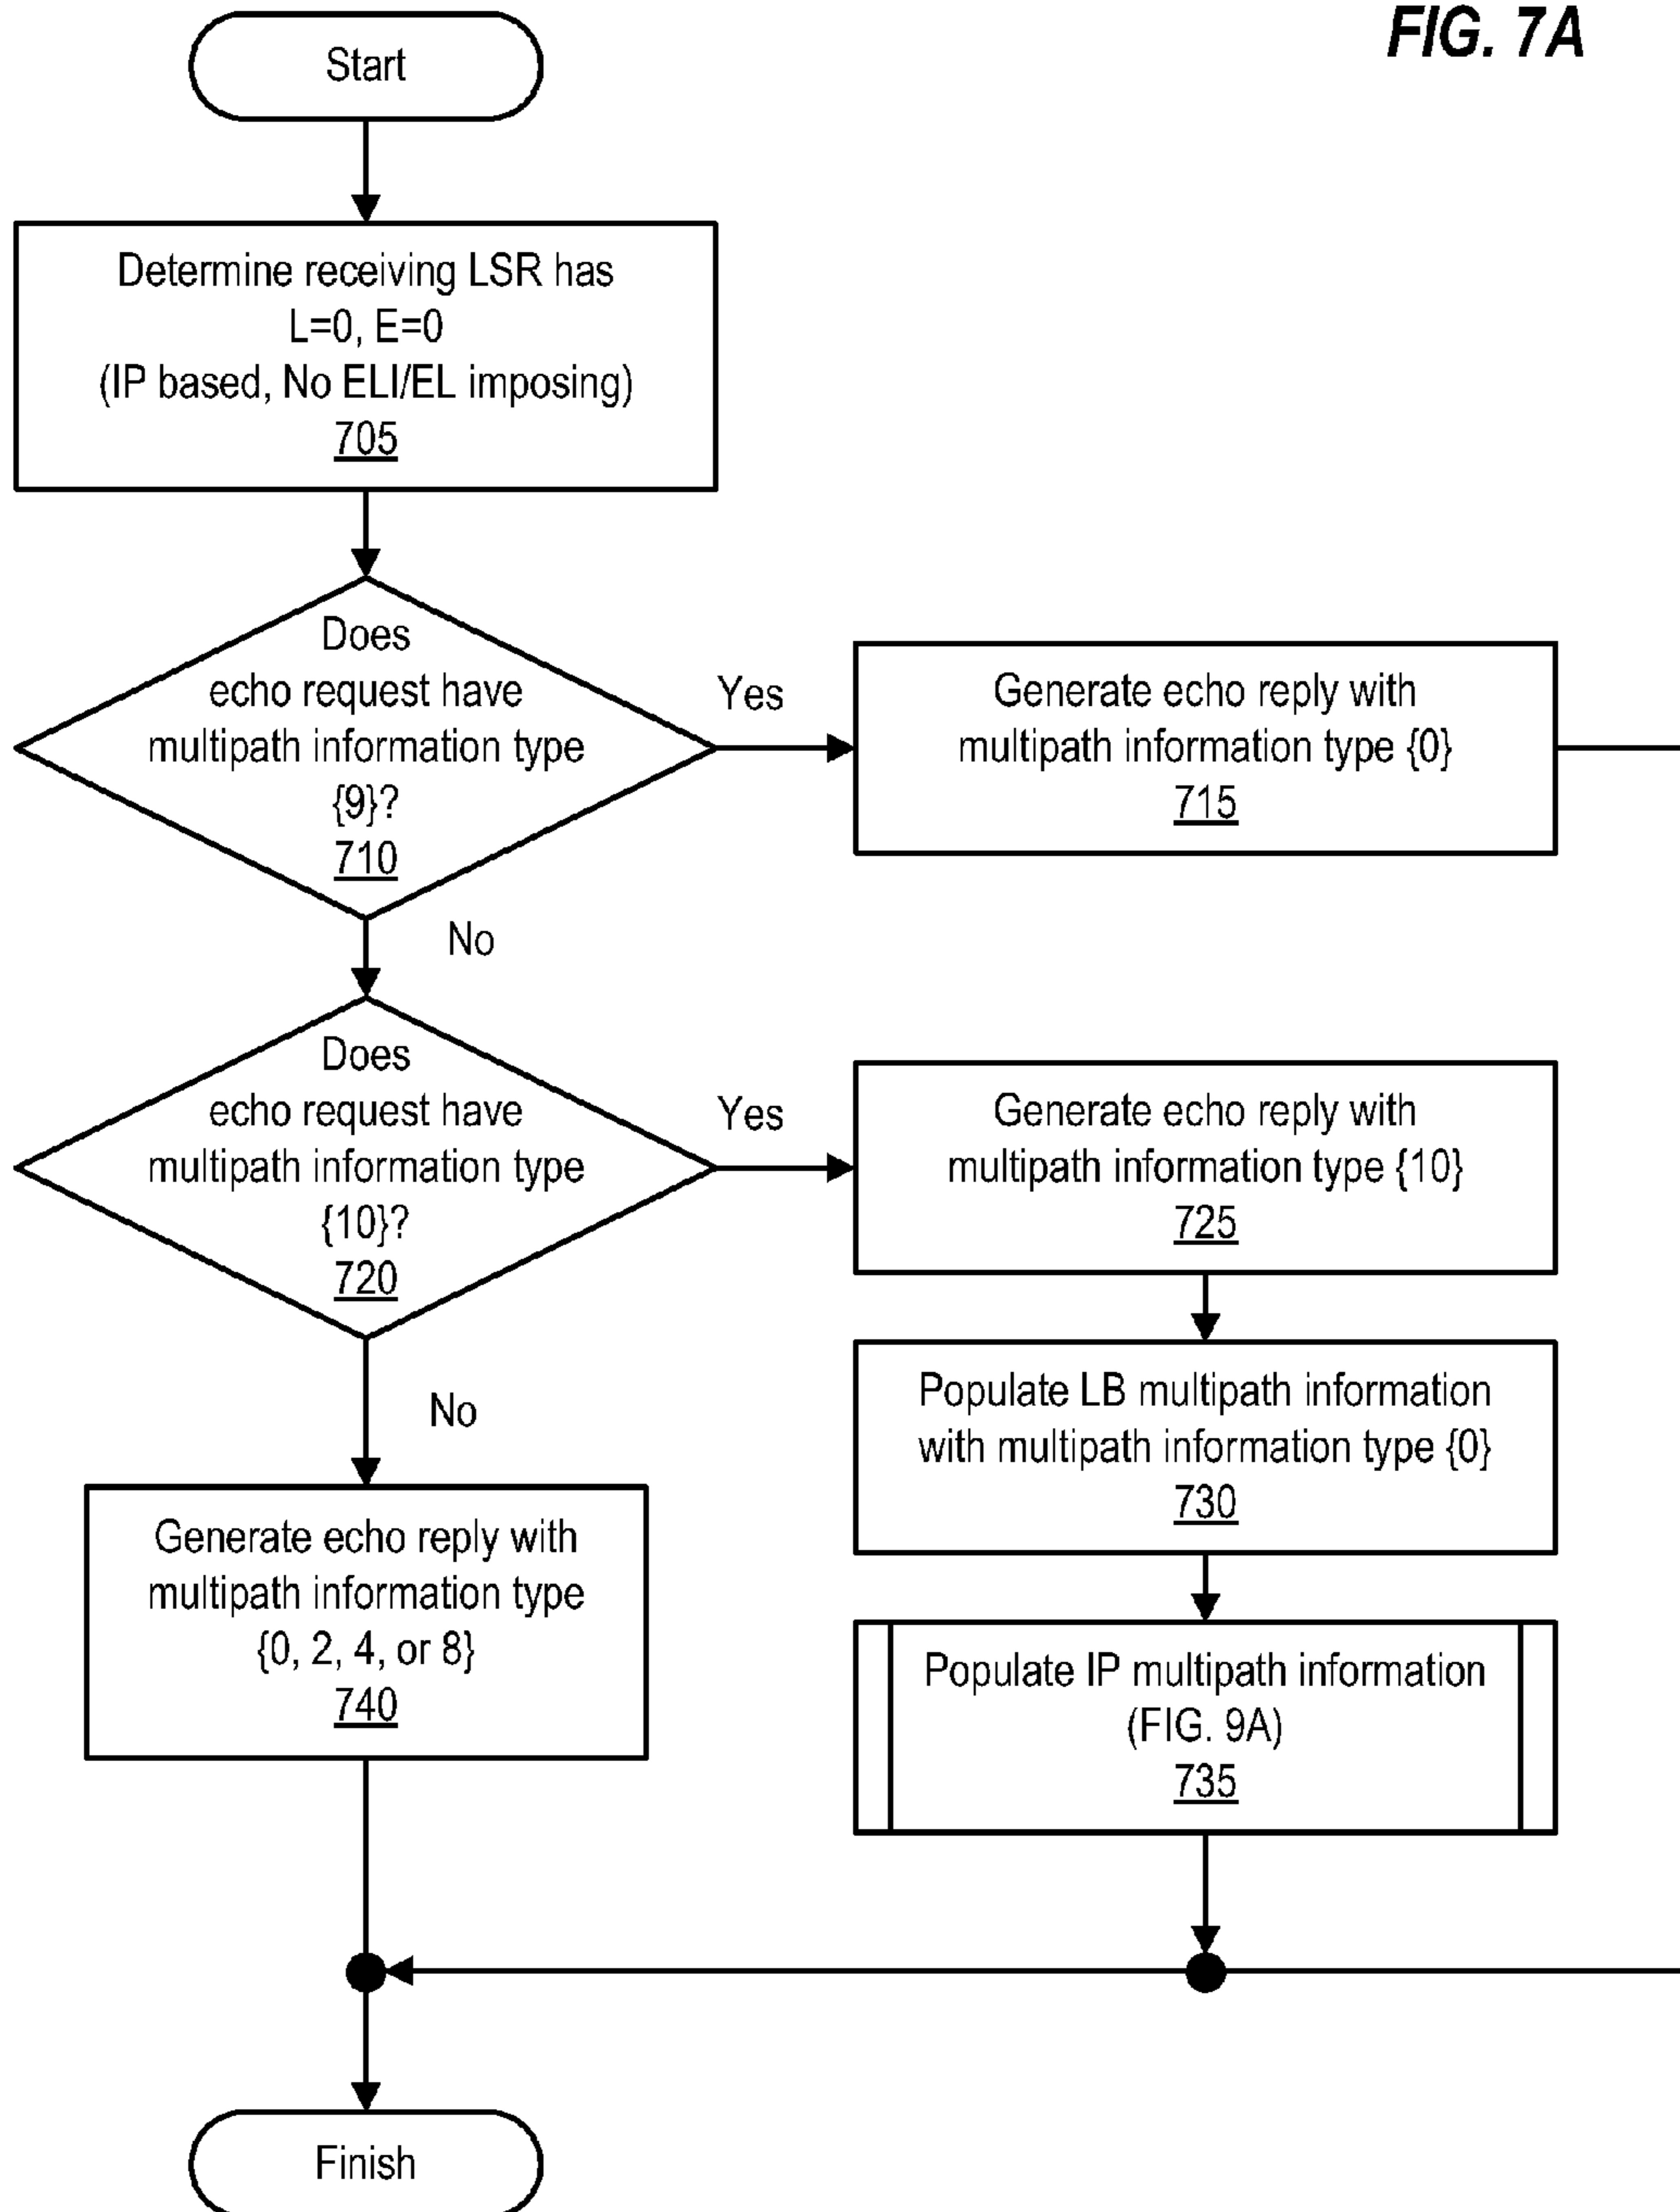 FIG. 7A
Start
Determine receiving LSR has
L=0, E=0
(IP based, No ELI/EL imposing)
705
Does
echo request have
multipath information type
{9}?
710
Yes
Generate echo reply with
multipath information type {0}
715
No
Does
echo request have
multipath information type
{10}?
720
Yes
Generate echo reply with
multipath information type {10}
725
Populate LB multipath information
with multipath information type {0}
730
Populate IP multipath information
(FIG. 9A)
735
No
Generate echo reply with
multipath information type
{0, 2, 4, or 8}
740
Finish